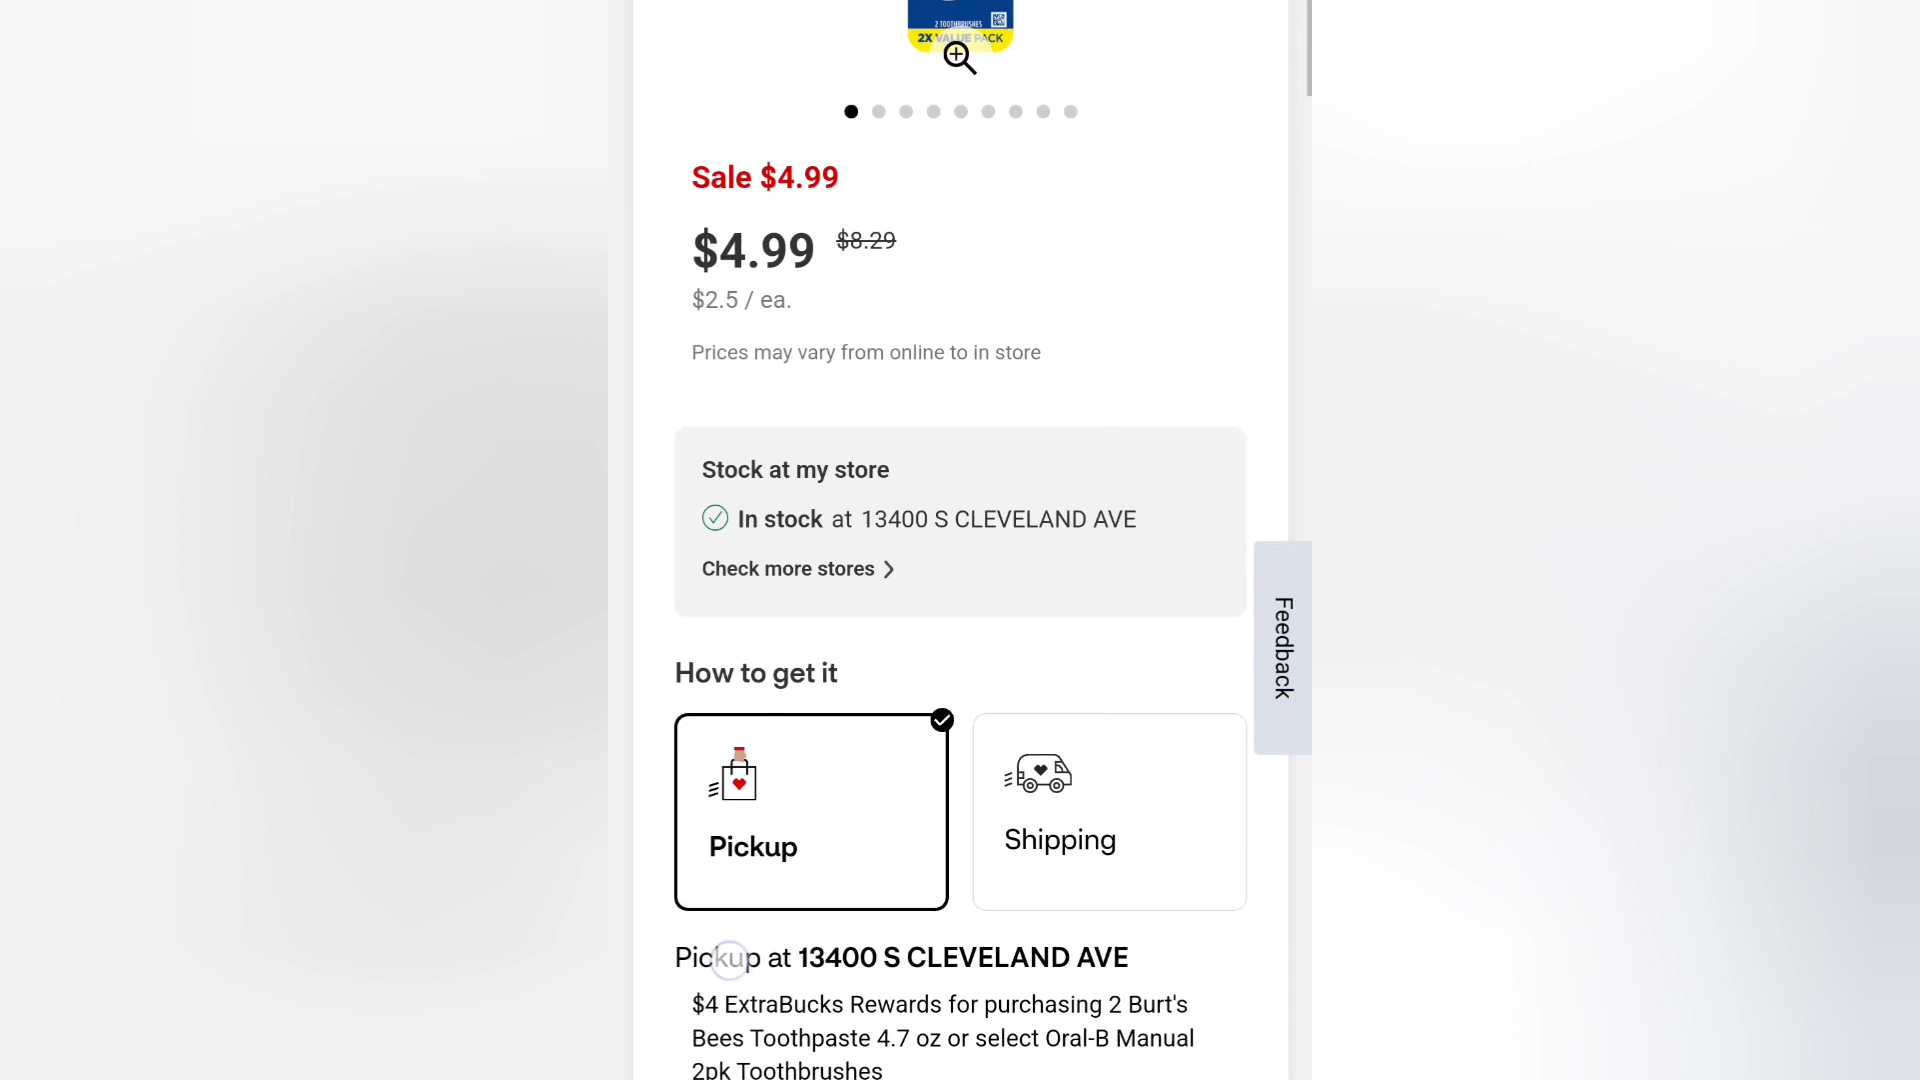 2 TOOTHBRUSHES
2X VALUE PACK
Sale $4.99
$4.99 $8.29
$2.5 / ea.
Prices may vary from online to in store
Stock at my store
In stock at 13400 S CLEVELAND AVE
Check more stores
Feedback
How to get it
Pickup
Shipping
Pickup at 13400 S CLEVELAND AVE
$4 ExtraBucks Rewards for purchasing 2 Burt's
Bees Toothpaste 4.7 oz or select Oral-B Manual
2pk Toothbrushes